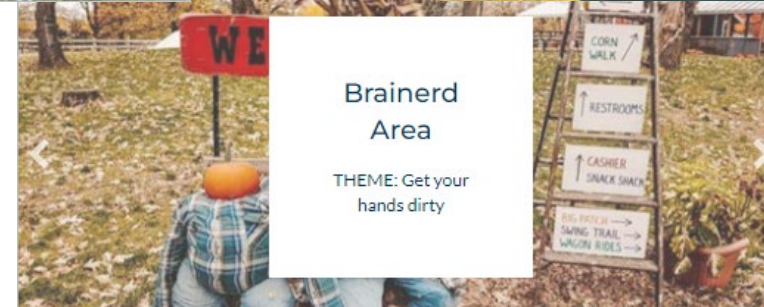 WE
Brainerd
Area
THEME: Get your
hands dirty
CORN
WALK
RESTROOMS
CASHIER
SNACK SHACK
BIG PATCH →
SWING TRAIL →
WAGON RIDES →